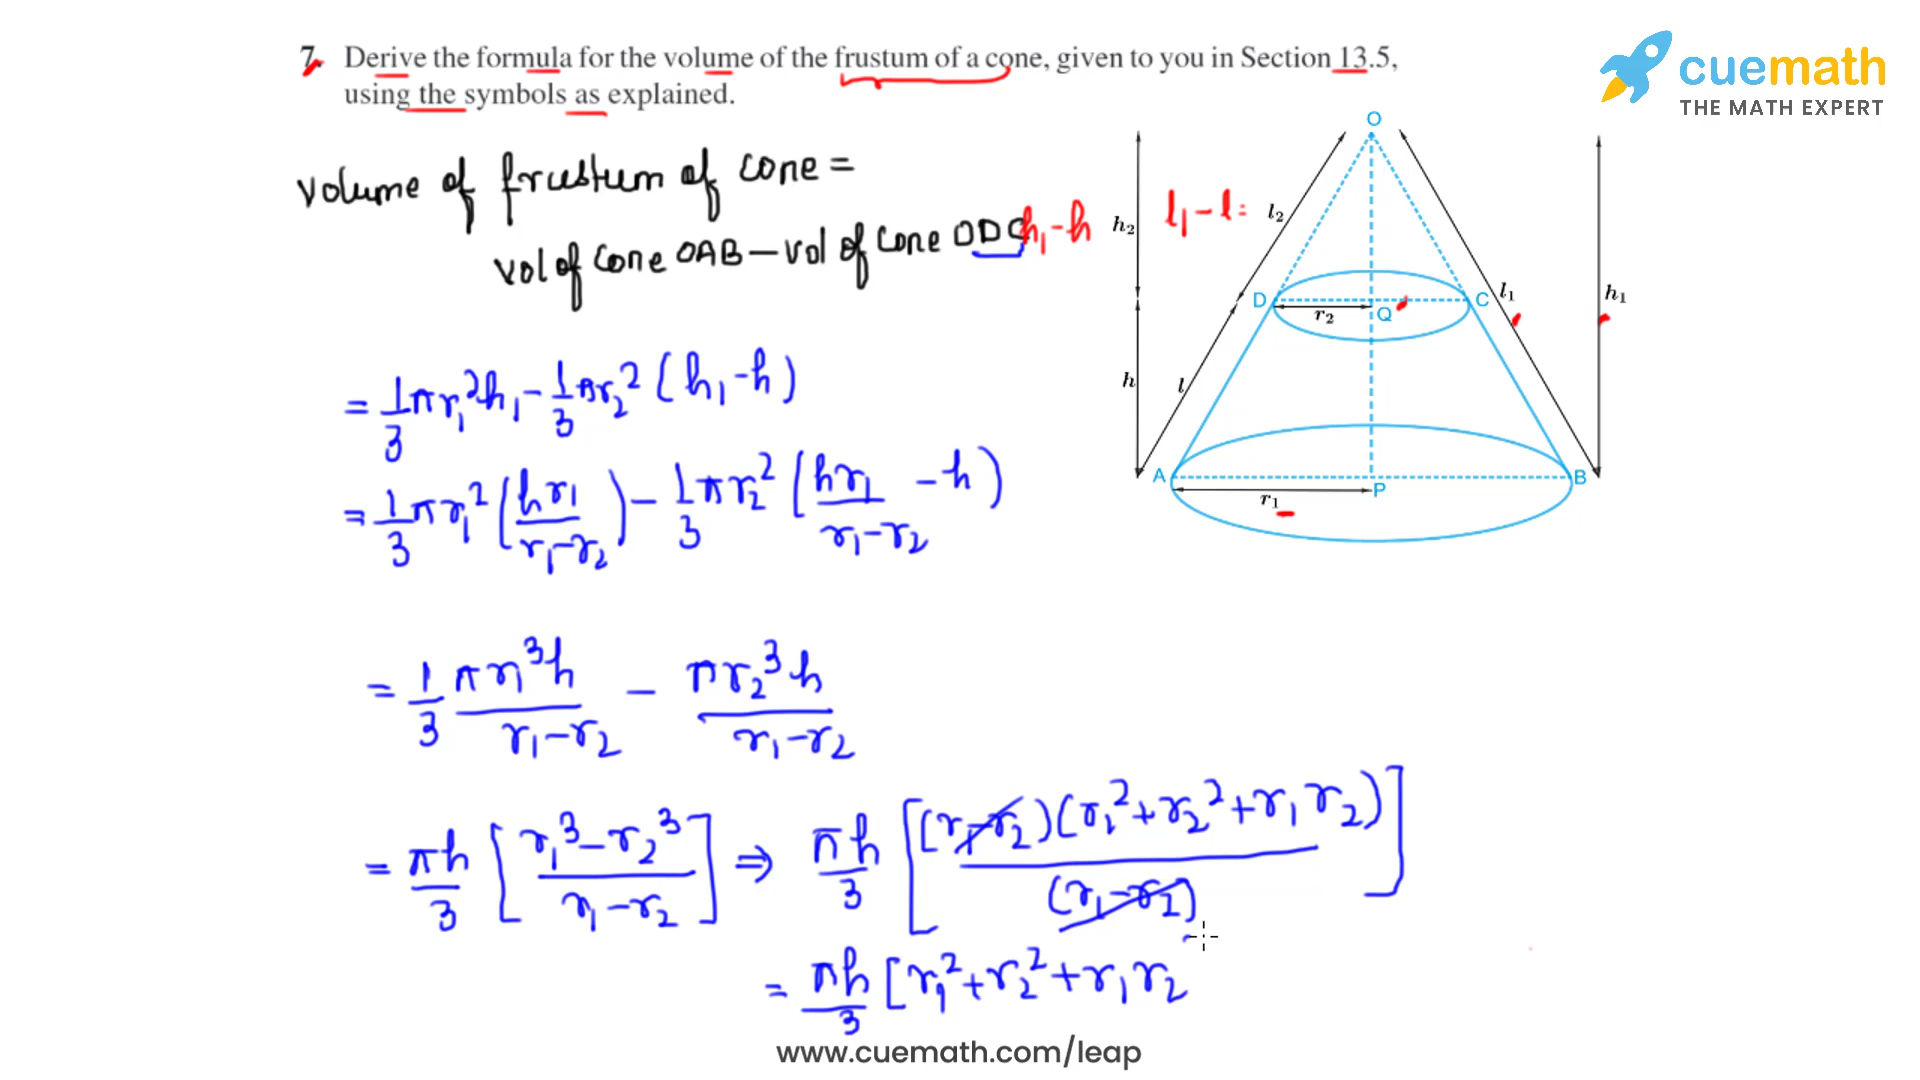 7. Derive the formula for the volume of the frustum of a cone, given to you in Section 13.5,
using the symbols as explained.
cuemath
THE MATH EXPERT
volume of frustum of cone =
vol of cone OAB – vol of cone ODC
h₁ – h
l₁ – l =
= 1/3 πr₁²h₁ – 1/3 πr₂² (h₁ – h)
= 1/3 πr₁² (hr₁/(r₁–r₂)) – 1/3 πr₂² (hr₁/(r₁–r₂) – h)
= 1/3 πr₁³h/(r₁–r₂) – πr₂³h/(r₁–r₂)
= πh/3 [(r₁³–r₂³)/(r₁–r₂)] ⇒ πh/3 [(r₁–r₂)(r₁²+r₂²+r₁r₂)/(r₁–r₂)]
= πh/3 [r₁²+r₂²+r₁r₂
O
h₂
l₂
l₁
h₁
D
r₂
Q
C
h
l
A
r₁
P
B
www.cuemath.com/leap